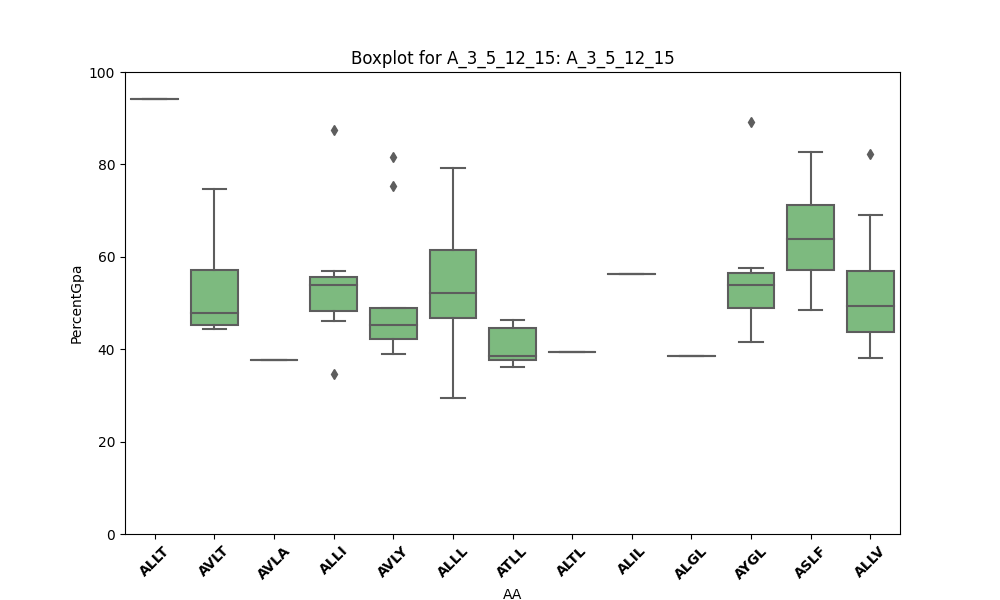 Boxplot for A_3_5_12_15: A_3_5_12_15
PercentGpa
100
80
60
40
20
0
ALLT
AVLT
AVLA
ALLI
AVLY
ALLL
ATLL
ALTL
ALIL
ALGL
AYGL
ASLF
ALLV
AA